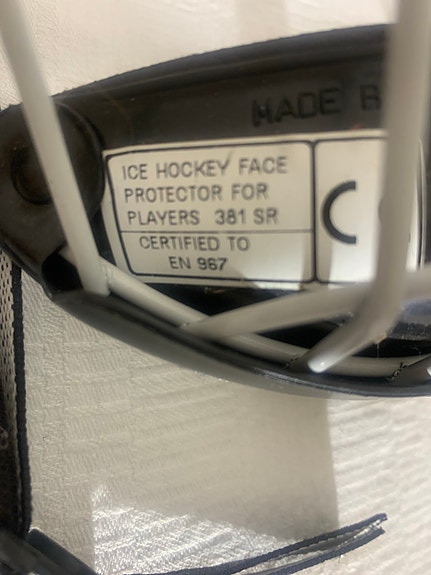 MADE B
ICE HOCKEY FACE
PROTECTOR FOR
PLAYERS 381 SR
CERTIFIED TO
EN 967
C